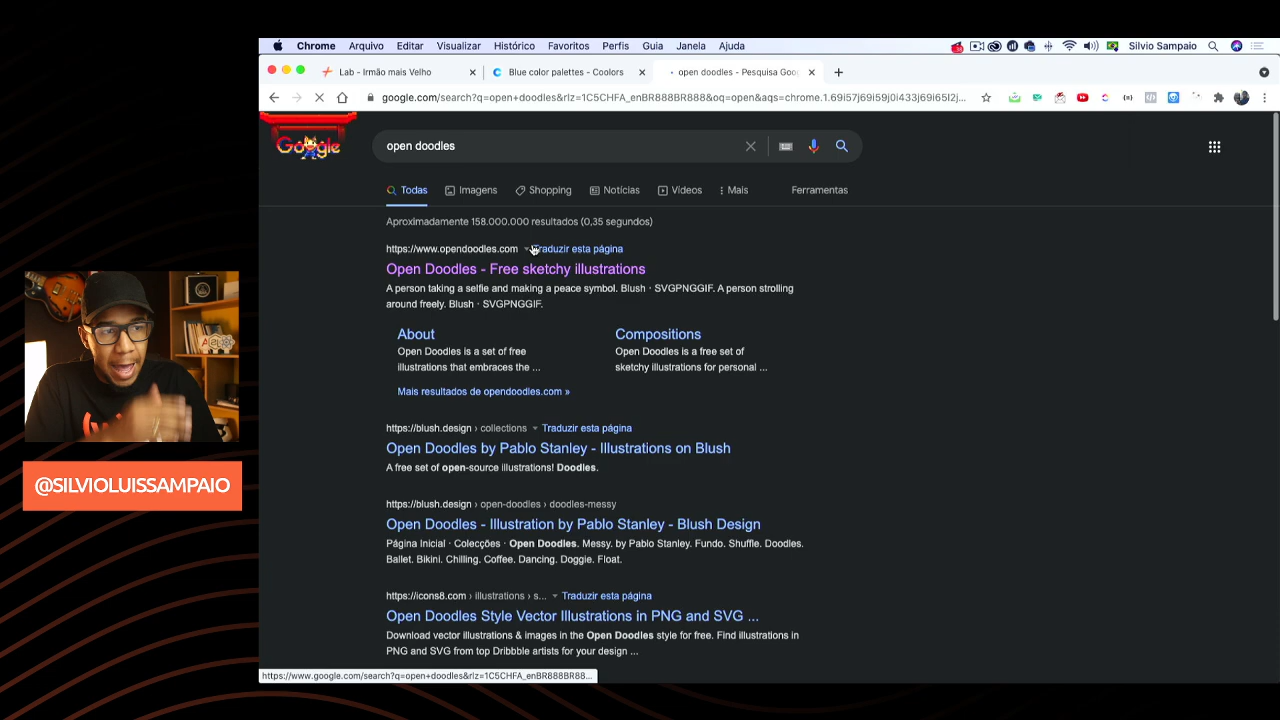 Chrome Arquivo Editar Visualizar Histórico Favoritos Perfis Guia Janela Ajuda Silvio Sampaio
Lab - Irmão mais Velho Blue color palettes - Coolors open doodles - Pesquisa Goo
google.com/search?q=open+doodles&rlz=1C5CHFA_enBR888BR888&oq=open&aqs=chrome.1.69i57j69i59j0i433j69i65l2j...
Google
open doodles
Todas Imagens Shopping Notícias Vídeos Mais Ferramentas
Aproximadamente 158.000.000 resultados (0,35 segundos)
https://www.opendoodles.com Traduzir esta página
Open Doodles - Free sketchy illustrations
A person taking a selfie and making a peace symbol. Blush · SVGPNGGIF. A person strolling
around freely. Blush · SVGPNGGIF.
About
Open Doodles is a set of free
illustrations that embraces the ...
Compositions
Open Doodles is a free set of
sketchy illustrations for personal ...
Mais resultados de opendoodles.com »
https://blush.design › collections Traduzir esta página
Open Doodles by Pablo Stanley - Illustrations on Blush
A free set of open-source illustrations! Doodles.
https://blush.design › open-doodles › doodles-messy
Open Doodles - Illustration by Pablo Stanley - Blush Design
Página Inicial · Colecções · Open Doodles. Messy. by Pablo Stanley. Fundo. Shuffle. Doodles.
Ballet. Bikini. Chilling. Coffee. Dancing. Doggie. Float.
https://icons8.com › illustrations › s... Traduzir esta página
Open Doodles Style Vector Illustrations in PNG and SVG ...
Download vector illustrations & images in the Open Doodles style for free. Find illustrations in
PNG and SVG from top Dribbble artists for your design ...
https://www.google.com/search?q=open+doodles&rlz=1C5CHFA_enBR888BR88...
@SILVIOLUISSAMPAIO